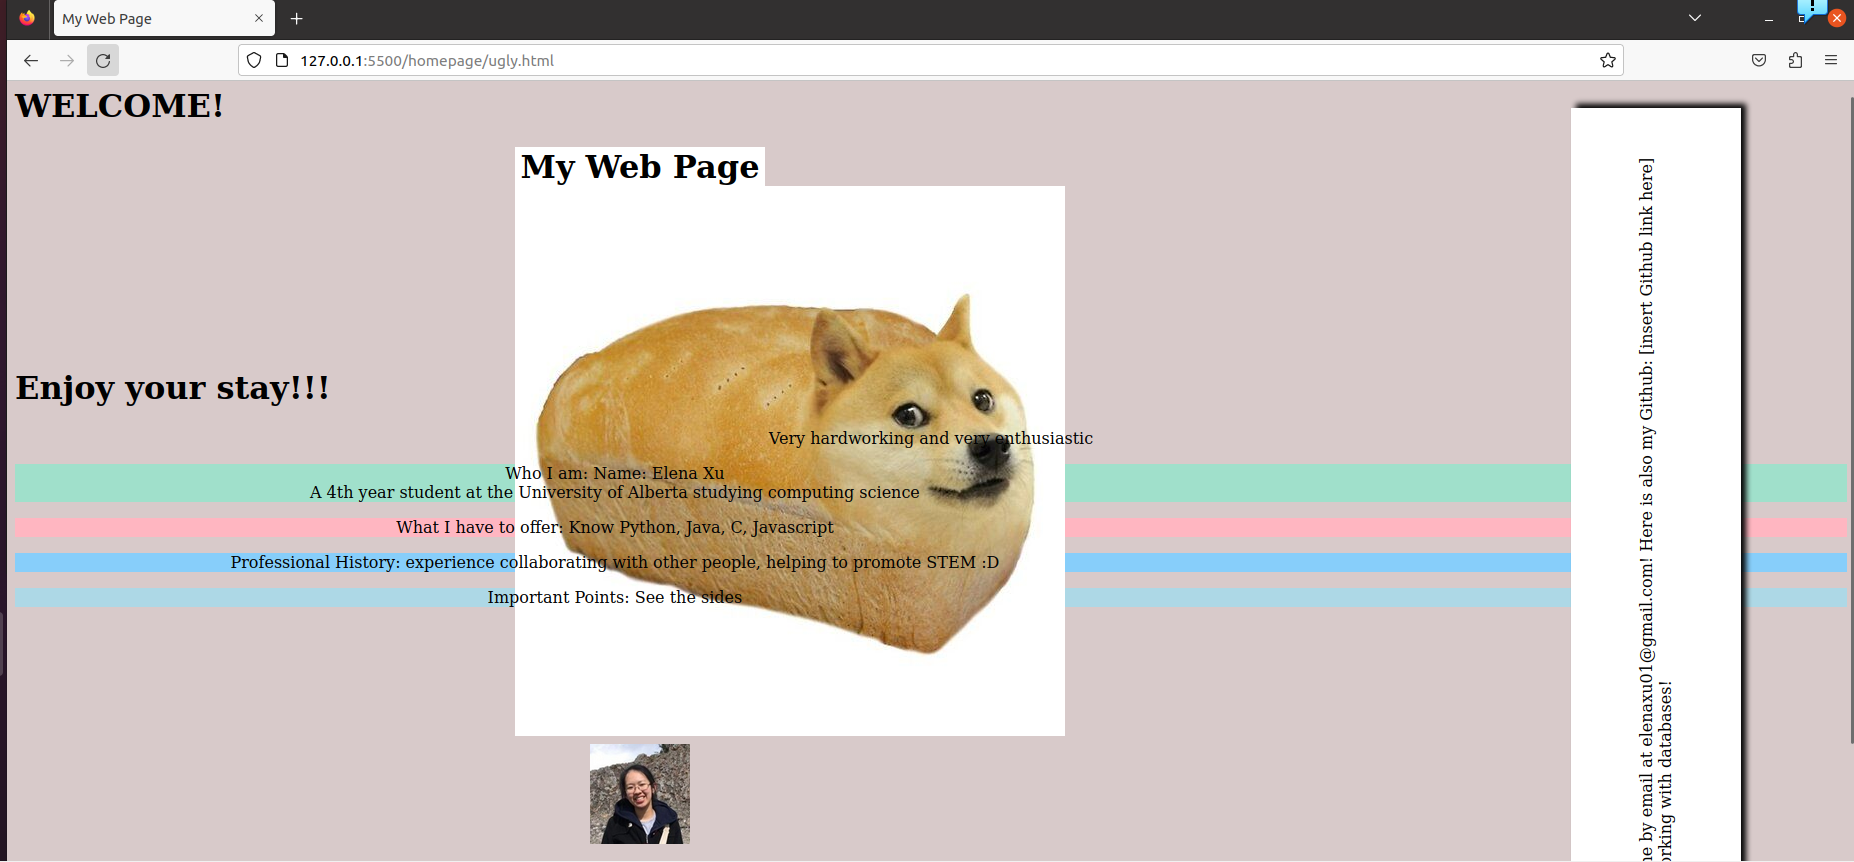 My Web Page
127.0.0.1:5500/homepage/ugly.html
WELCOME!
My Web Page
Enjoy your stay!!!
Very hardworking and very enthusiastic
Who I am: Name: Elena Xu
A 4th year student at the University of Alberta studying computing science
What I have to offer: Know Python, Java, C, Javascript
Professional History: experience collaborating with other people, helping to promote STEM :D
Important Points: See the sides
by email at elenaxu01@gmail.com! Here is also my Github: [insert Github link here]
with databases!